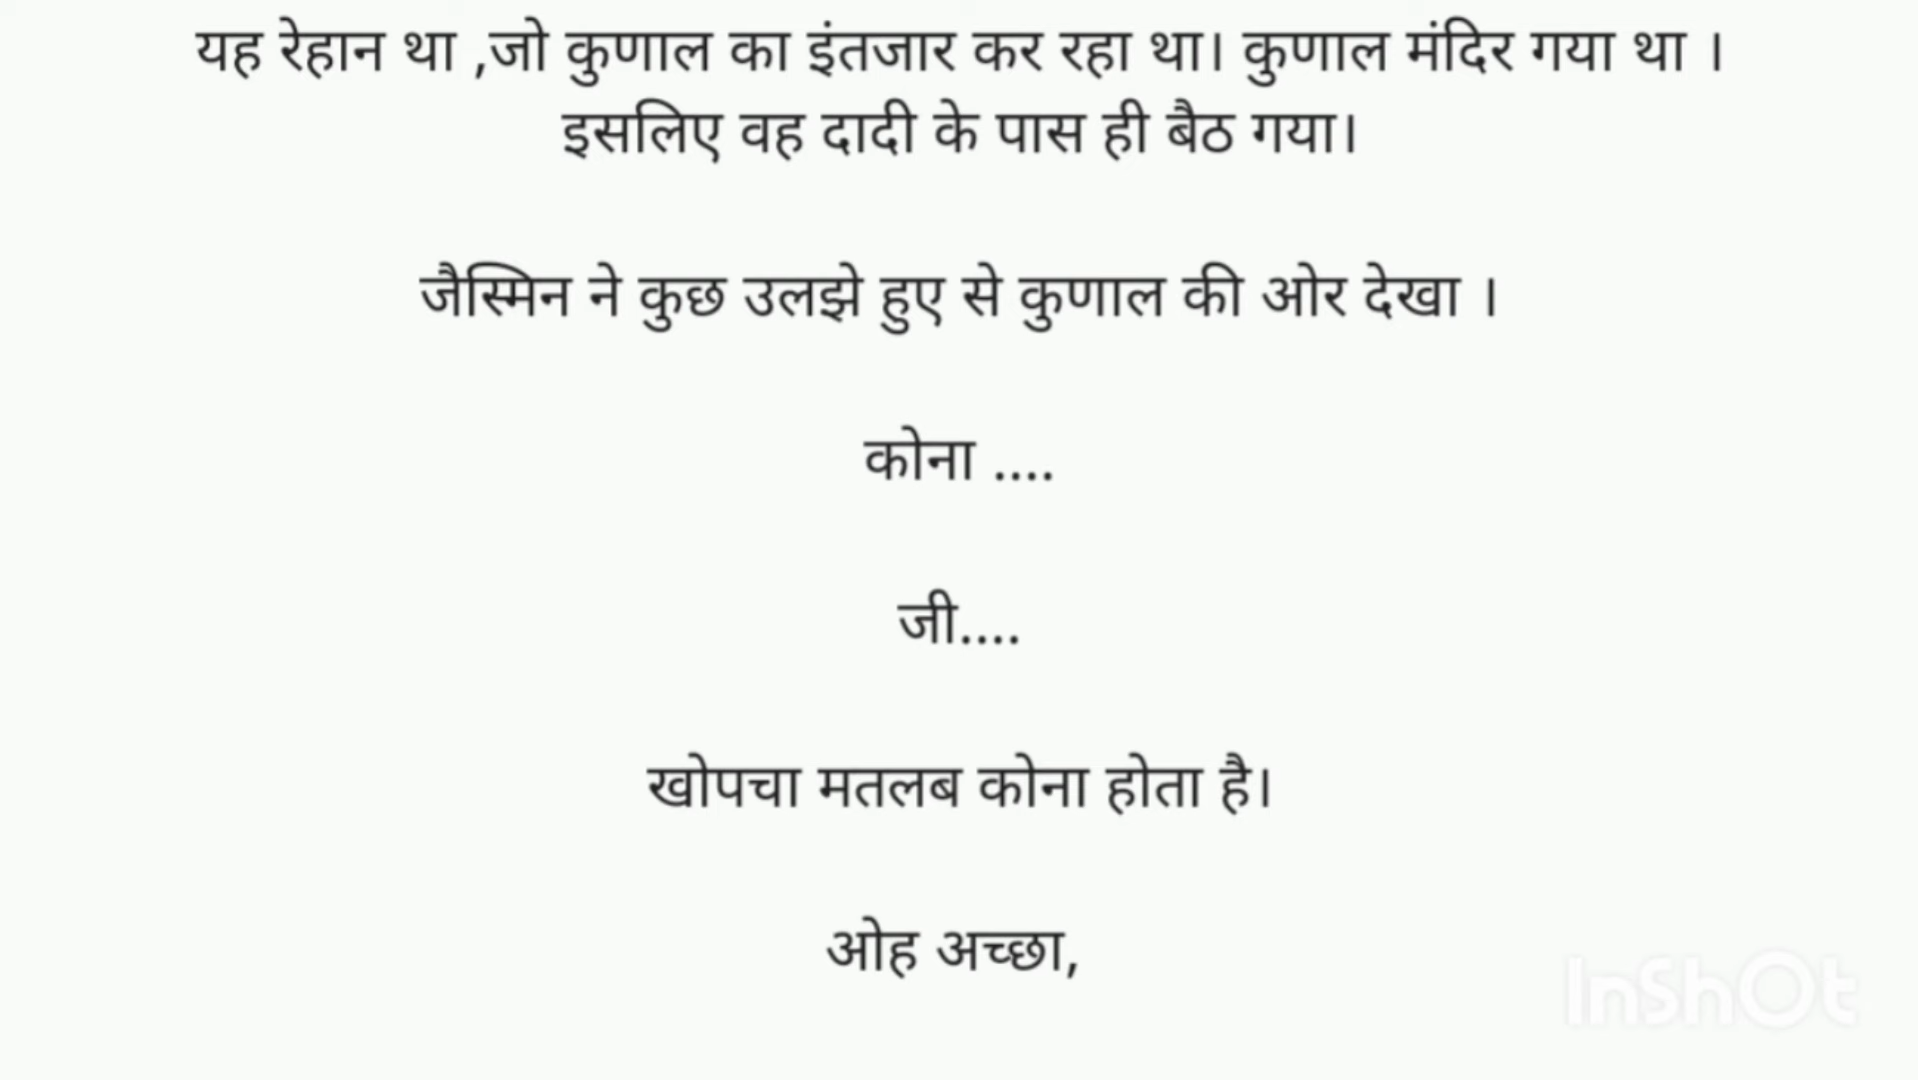 यह रेहान था ,जो कुणाल का इंतजार कर रहा था। कुणाल मंदिर गया था ।
इसलिए वह दादी के पास ही बैठ गया।
जैस्मिन ने कुछ उलझे हुए से कुणाल की ओर देखा ।
कोना ....
जी....
खोपचा मतलब कोना होता है।
ओह अच्छा,
InShOt